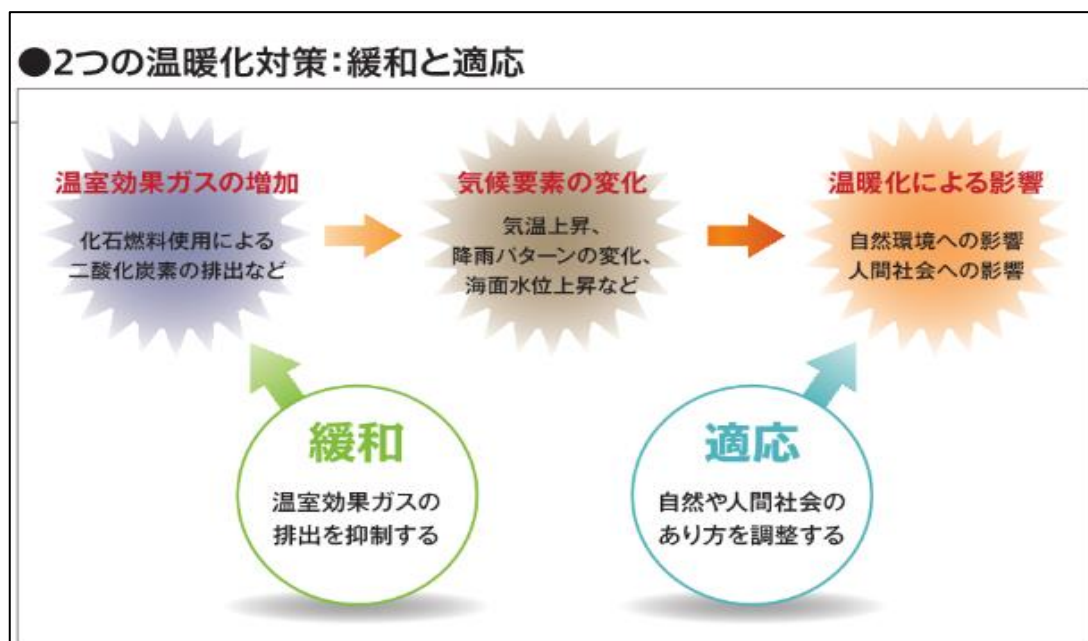 ●2つの温暖化対策：緩和と適応
温室効果ガスの増加
化石燃料使用による
二酸化炭素の排出など
気候要素の変化
気温上昇、
降雨パターンの変化、
海面水位上昇など
温暖化による影響
自然環境への影響
人間社会への影響
緩和
温室効果ガスの
排出を抑制する
適応
自然や人間社会の
あり方を調整する